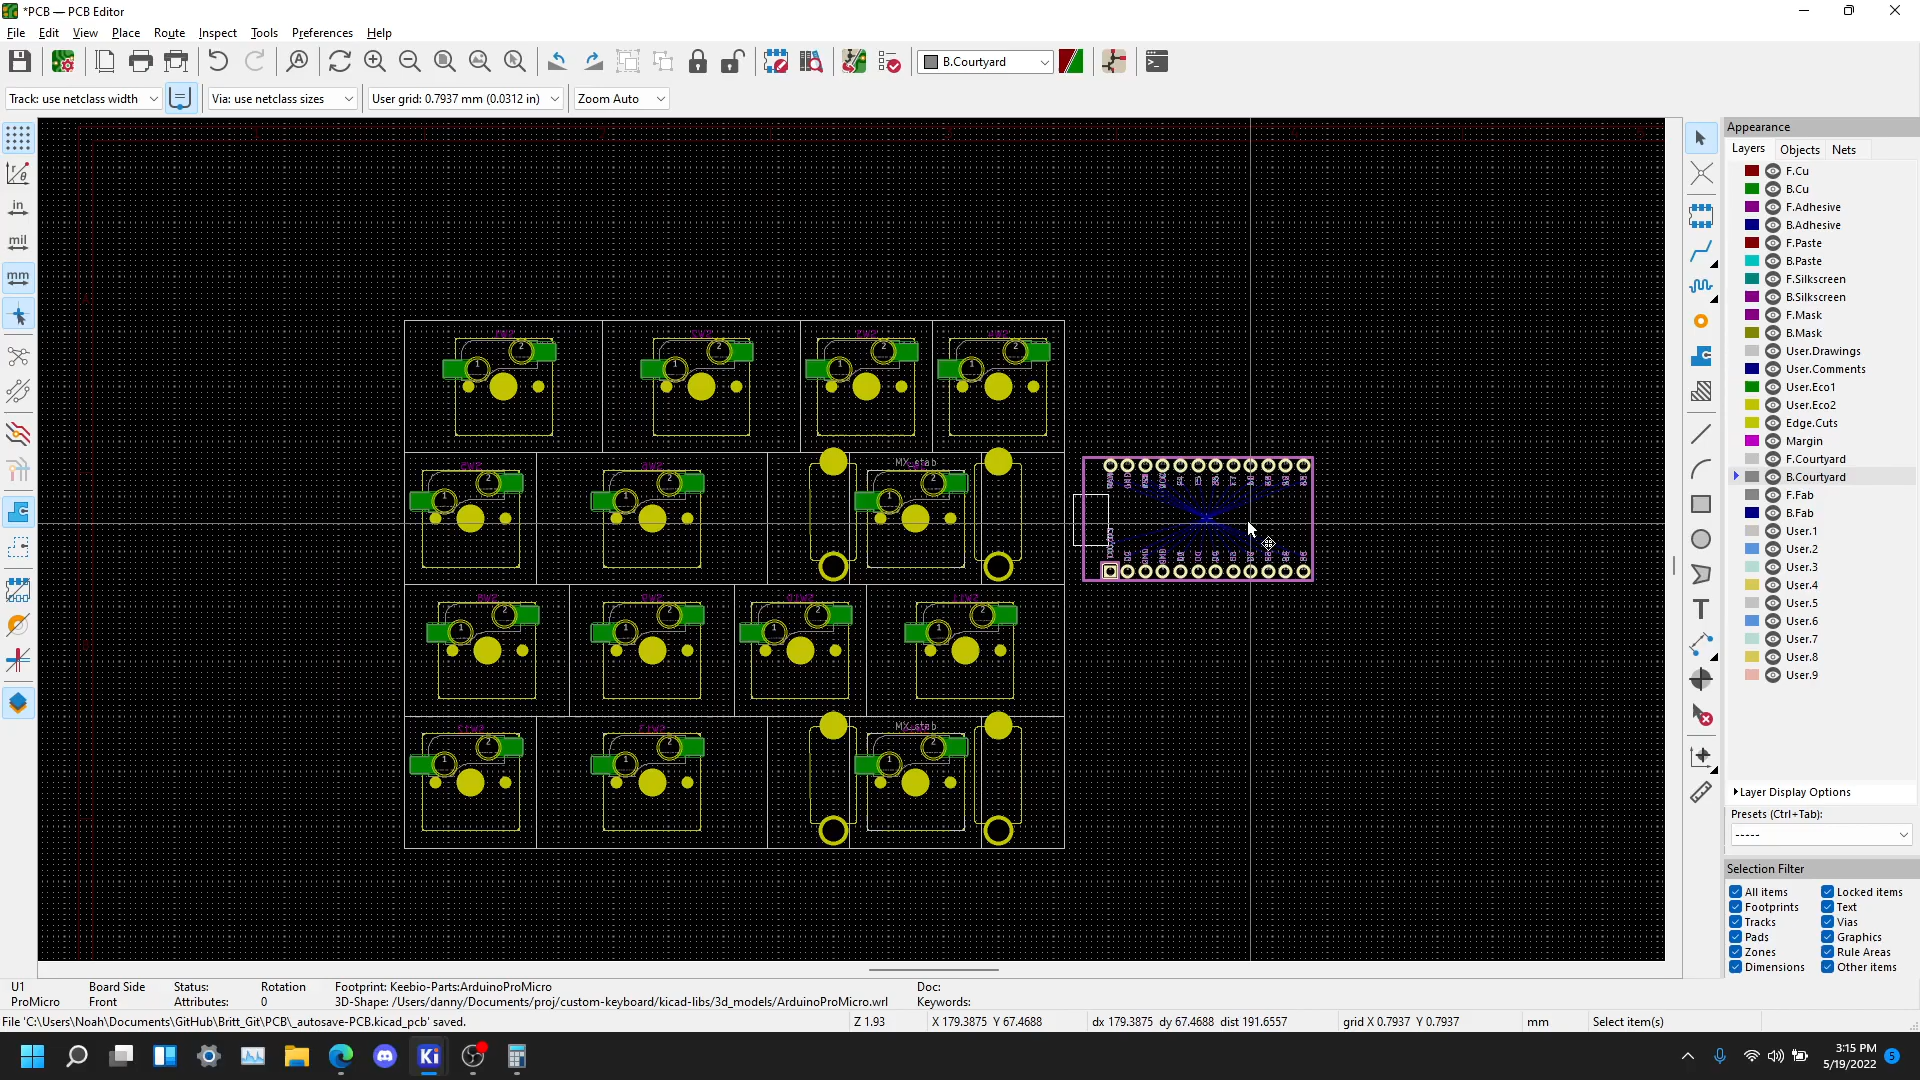 *PCB — PCB Editor
File Edit View Place Route Inspect Tools Preferences Help
B.Courtyard
Track: use netclass width
Via: use netclass sizes
User grid: 0.7937 mm (0.0312 in)
Zoom Auto
in
mil
mm
MX_stab
MX_stab
1 2
Appearance
Layers Objects Nets
F.Cu
B.Cu
F.Adhesive
B.Adhesive
F.Paste
B.Paste
F.Silkscreen
B.Silkscreen
F.Mask
B.Mask
User.Drawings
User.Comments
User.Eco1
User.Eco2
Edge.Cuts
Margin
F.Courtyard
B.Courtyard
F.Fab
B.Fab
User.1
User.2
User.3
User.4
User.5
User.6
User.7
User.8
User.9
Layer Display Options
Presets (Ctrl+Tab):
-----
Selection Filter
All items Locked items
Footprints Text
Tracks Vias
Pads Graphics
Zones Rule Areas
Dimensions Other items
U1 Board Side Status: Rotation Footprint: Keebio-Parts:ArduinoProMicro Doc:
ProMicro Front Attributes: 0 3D-Shape: /Users/danny/Documents/proj/custom-keyboard/kicad-libs/3d_models/ArduinoProMicro.wrl Keywords:
File 'C:\Users\Noah\Documents\GitHub\Britt_Git\PCB\_autosave-PCB.kicad_pcb' saved. Z 1.93 X 179.3875 Y 67.4688 dx 179.3875 dy 67.4688 dist 191.6557 grid X 0.7937 Y 0.7937 mm Select item(s)
Ki
3:15 PM
5/19/2022
5